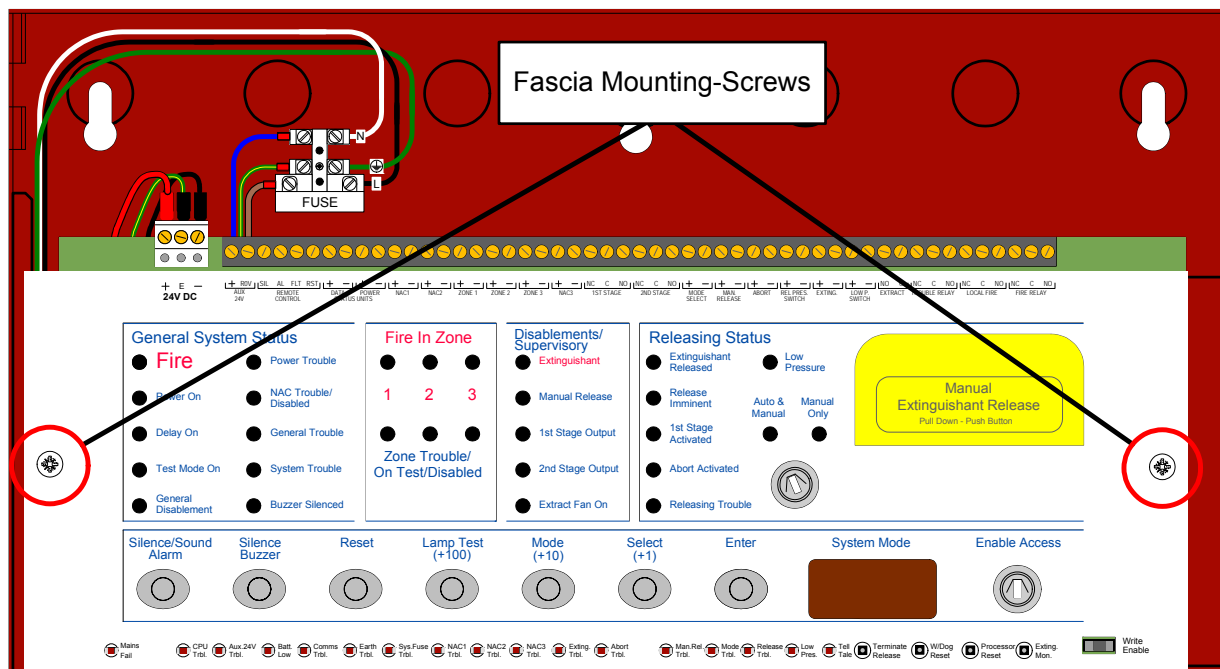 Fascia Mounting-Screws
N
L
FUSE
+ E −
24V DC
+ R0V SIL AL FLT RST + − + − + − + − + − + − + − + − NC C NO NC C NO + − + − + − + − + − + − NO C NC C NO NC C NO NC C NO
AUX 24V
REMOTE CONTROL
POWER
NAC1
NAC2
ZONE 1
ZONE 2
ZONE 3
NAC3
1ST STAGE
2ND STAGE
MODE SELECT
MAN. RELEASE
ABORT
REL PRES. SWITCH
EXTING.
LOW P. SWITCH
EXTRACT
LOCAL FIRE
FIRE RELAY
General System Status
Fire
Power On
Delay On
Test Mode On
General
Disablement
Power Trouble
NAC Trouble/
Disabled
General Trouble
System Trouble
Buzzer Silenced
Fire In Zone
1 2 3
Zone Trouble/
On Test/Disabled
Disablements/
Supervisory
Extinguishant
Manual Release
1st Stage Output
2nd Stage Output
Extract Fan On
Releasing Status
Extinguishant
Released
Release
Imminent
1st Stage
Activated
Abort Activated
Releasing Trouble
Low
Pressure
Auto &
Manual
Manual
Only
Manual
Extinguishant Release
Pull Down - Push Button
Silence/Sound
Alarm
Silence
Buzzer
Reset
Lamp Test
(+100)
Mode
(+10)
Select
(+1)
Enter
System Mode
Enable Access
Mains
Fail
CPU
Trbl.
Aux.24V
Trbl.
Batt.
Low
Comms
Trbl.
Earth
Trbl.
Sys.Fuse
Trbl.
NAC1
Trbl.
NAC2
Trbl.
NAC3
Trbl.
Exting.
Trbl.
Abort
Trbl.
Man.Rel.
Trbl.
Mode
Trbl.
Release
Trbl.
Low
Pres.
Tell
Tale
Terminate
Release
W/Dog
Reset
Processor
Reset
Exting.
Mon.
Write
Enable